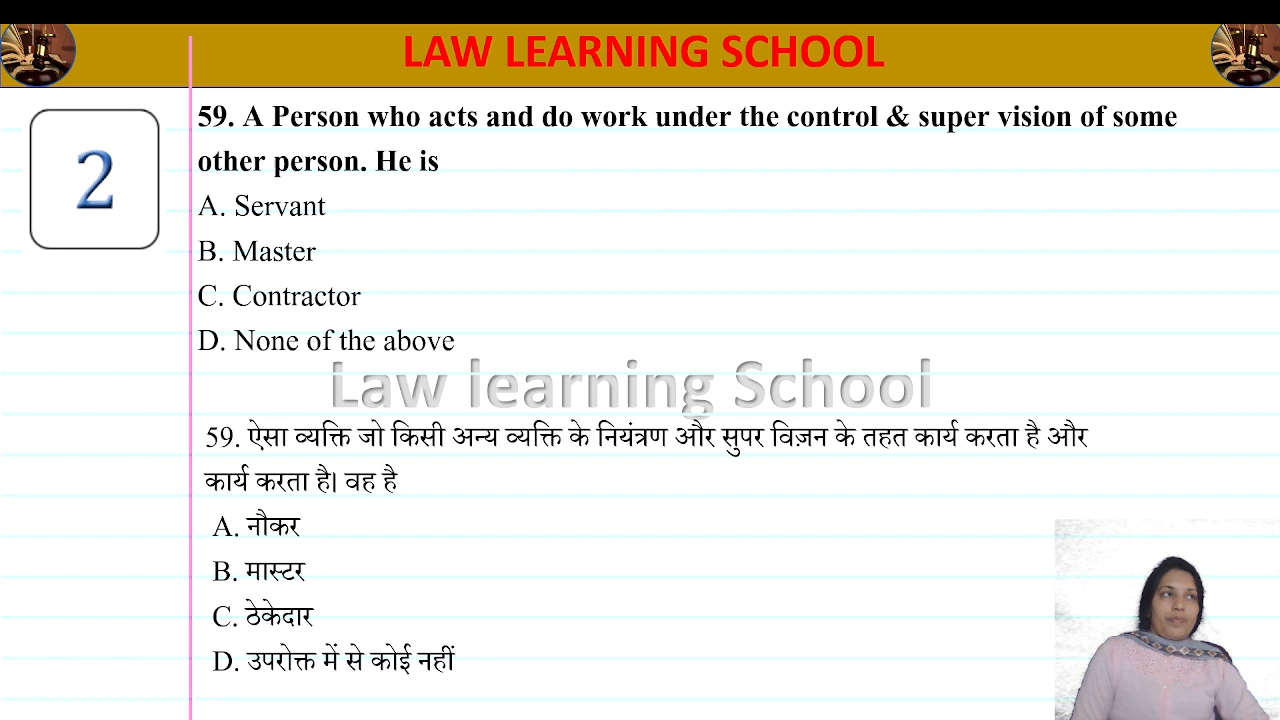 LAW LEARNING SCHOOL
2
59. A Person who acts and do work under the control & super vision of some
other person. He is
A. Servant
B. Master
C. Contractor
D. None of the above
Law learning School
59. ऐसा व्यक्ति जो किसी अन्य व्यक्ति के नियंत्रण और सुपर विज़न के तहत कार्य करता है और
कार्य करता है। वह है
A. नौकर
B. मास्टर
C. ठेकेदार
D. उपरोक्त में से कोई नहीं